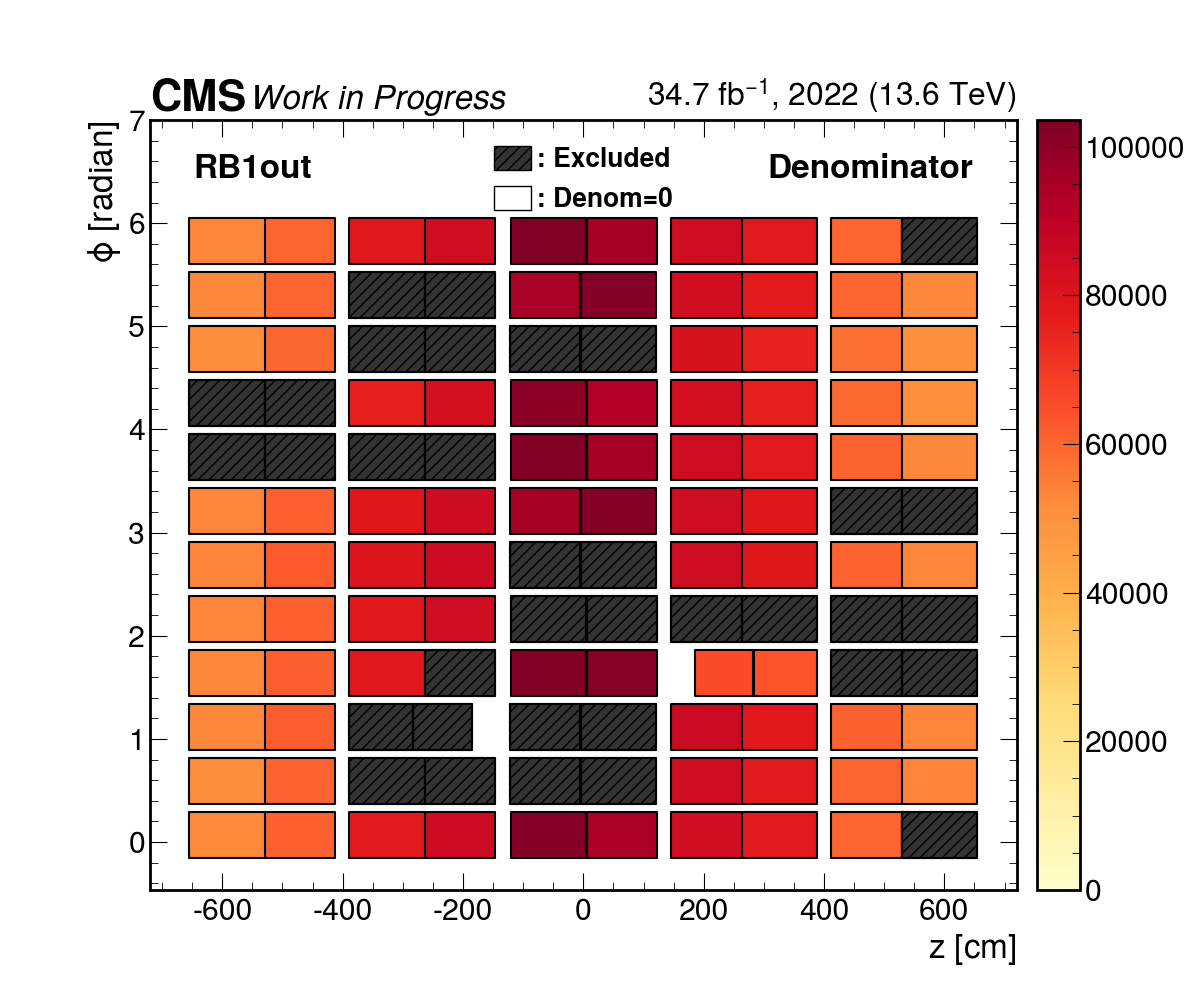 CMS Work in Progress 34.7 fb⁻¹, 2022 (13.6 TeV)
RB1out : Excluded Denominator
: Denom=0
ϕ [radian]
7
6
5
4
3
2
1
0
-600 -400 -200 0 200 400 600
z [cm]
100000
80000
60000
40000
20000
0